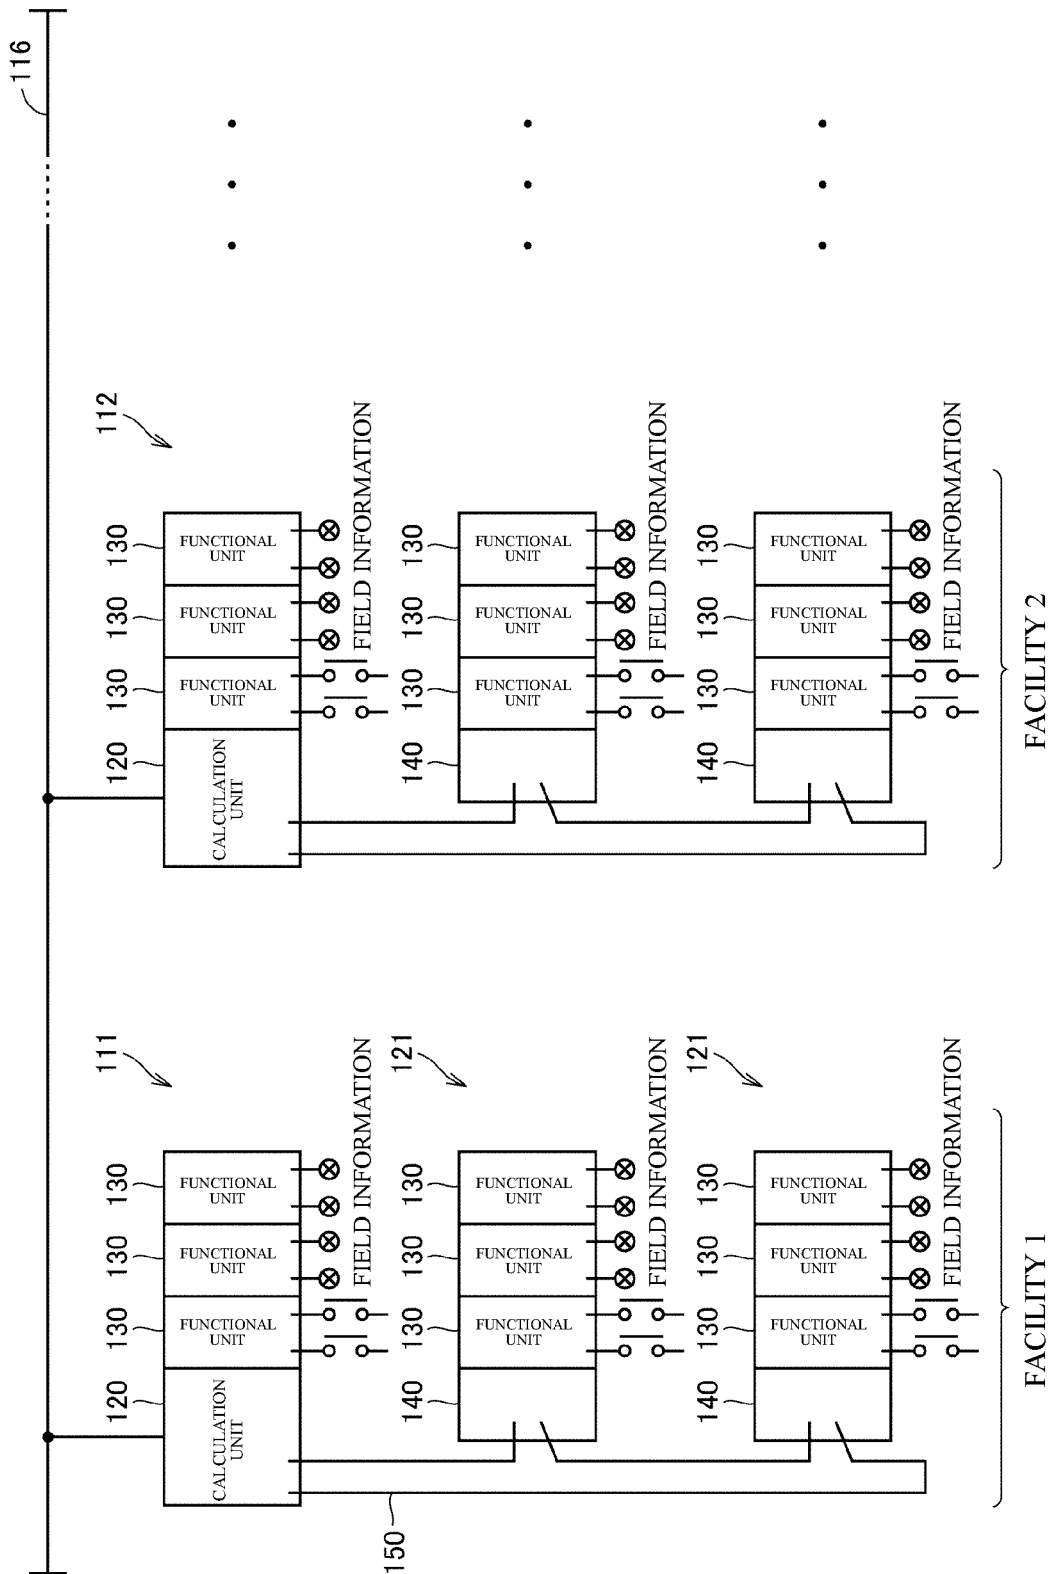 116
111
120
130
130
130
CALCULATION
UNIT
FUNCTIONAL
UNIT
FUNCTIONAL
UNIT
FUNCTIONAL
UNIT
FIELD INFORMATION
150
121
140
130
130
130
FUNCTIONAL
UNIT
FUNCTIONAL
UNIT
FUNCTIONAL
UNIT
FIELD INFORMATION
121
140
130
130
130
FUNCTIONAL
UNIT
FUNCTIONAL
UNIT
FUNCTIONAL
UNIT
FIELD INFORMATION
FACILITY 1
112
120
130
130
130
CALCULATION
UNIT
FUNCTIONAL
UNIT
FUNCTIONAL
UNIT
FUNCTIONAL
UNIT
FIELD INFORMATION
140
130
130
130
FUNCTIONAL
UNIT
FUNCTIONAL
UNIT
FUNCTIONAL
UNIT
FIELD INFORMATION
140
130
130
130
FUNCTIONAL
UNIT
FUNCTIONAL
UNIT
FUNCTIONAL
UNIT
FIELD INFORMATION
FACILITY 2